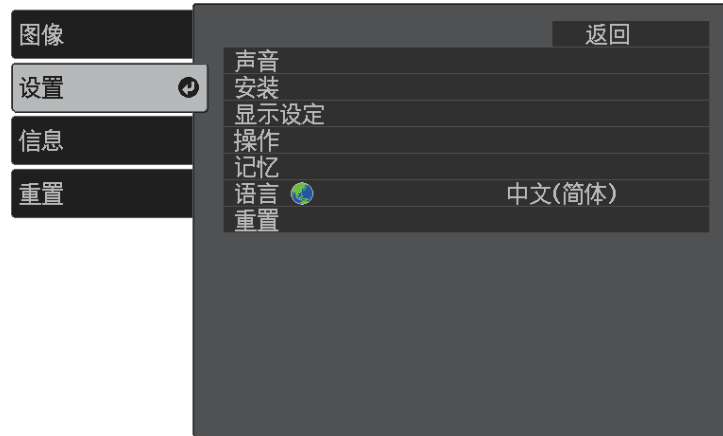 图像
设置
信息
重置
返回
声音
安装
显示设定
操作
记忆
语言 中文(简体)
重置